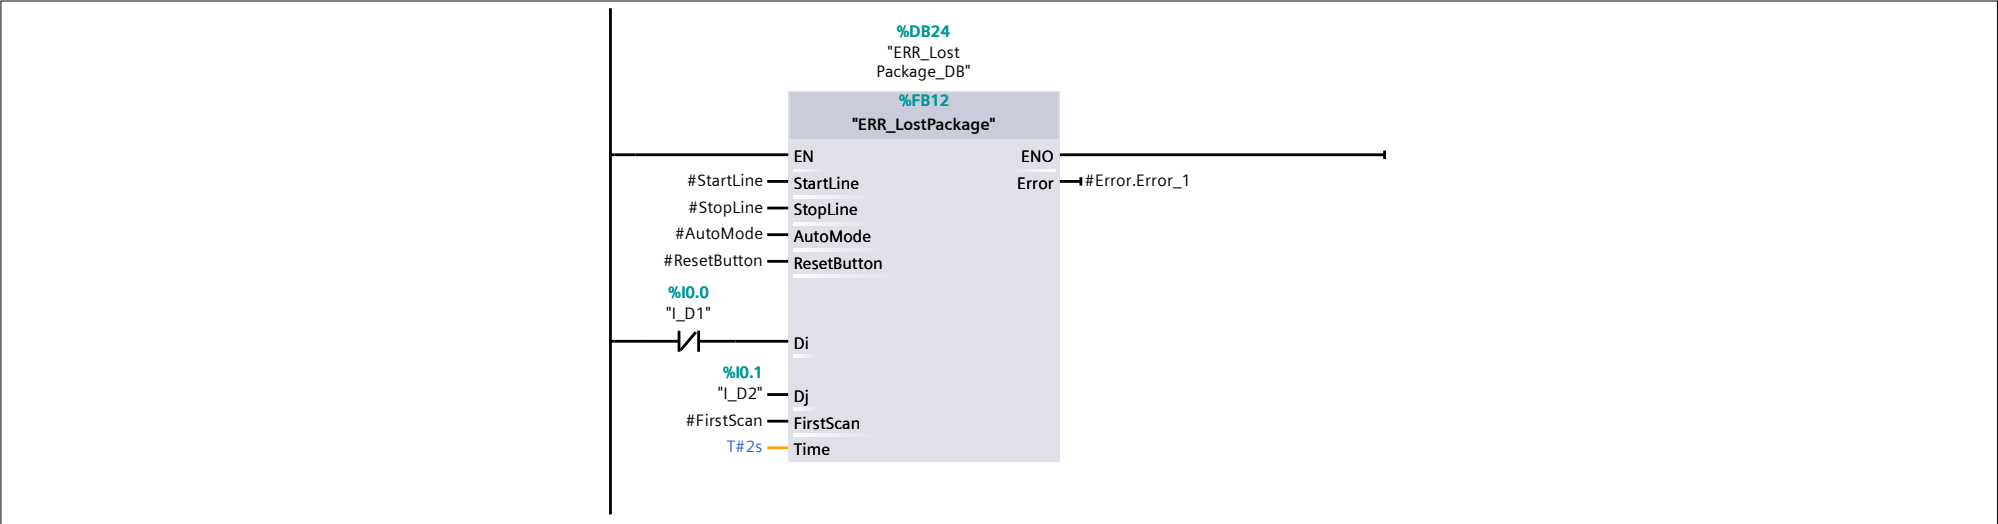 %DB24
"ERR_Lost
Package_DB"
%FB12
"ERR_LostPackage"
EN
ENO
#StartLine
StartLine
Error
#Error.Error_1
#StopLine
StopLine
#AutoMode
AutoMode
#ResetButton
ResetButton
%I0.0
"I_D1"
Di
%I0.1
"I_D2"
Dj
#FirstScan
FirstScan
T#2s
Time